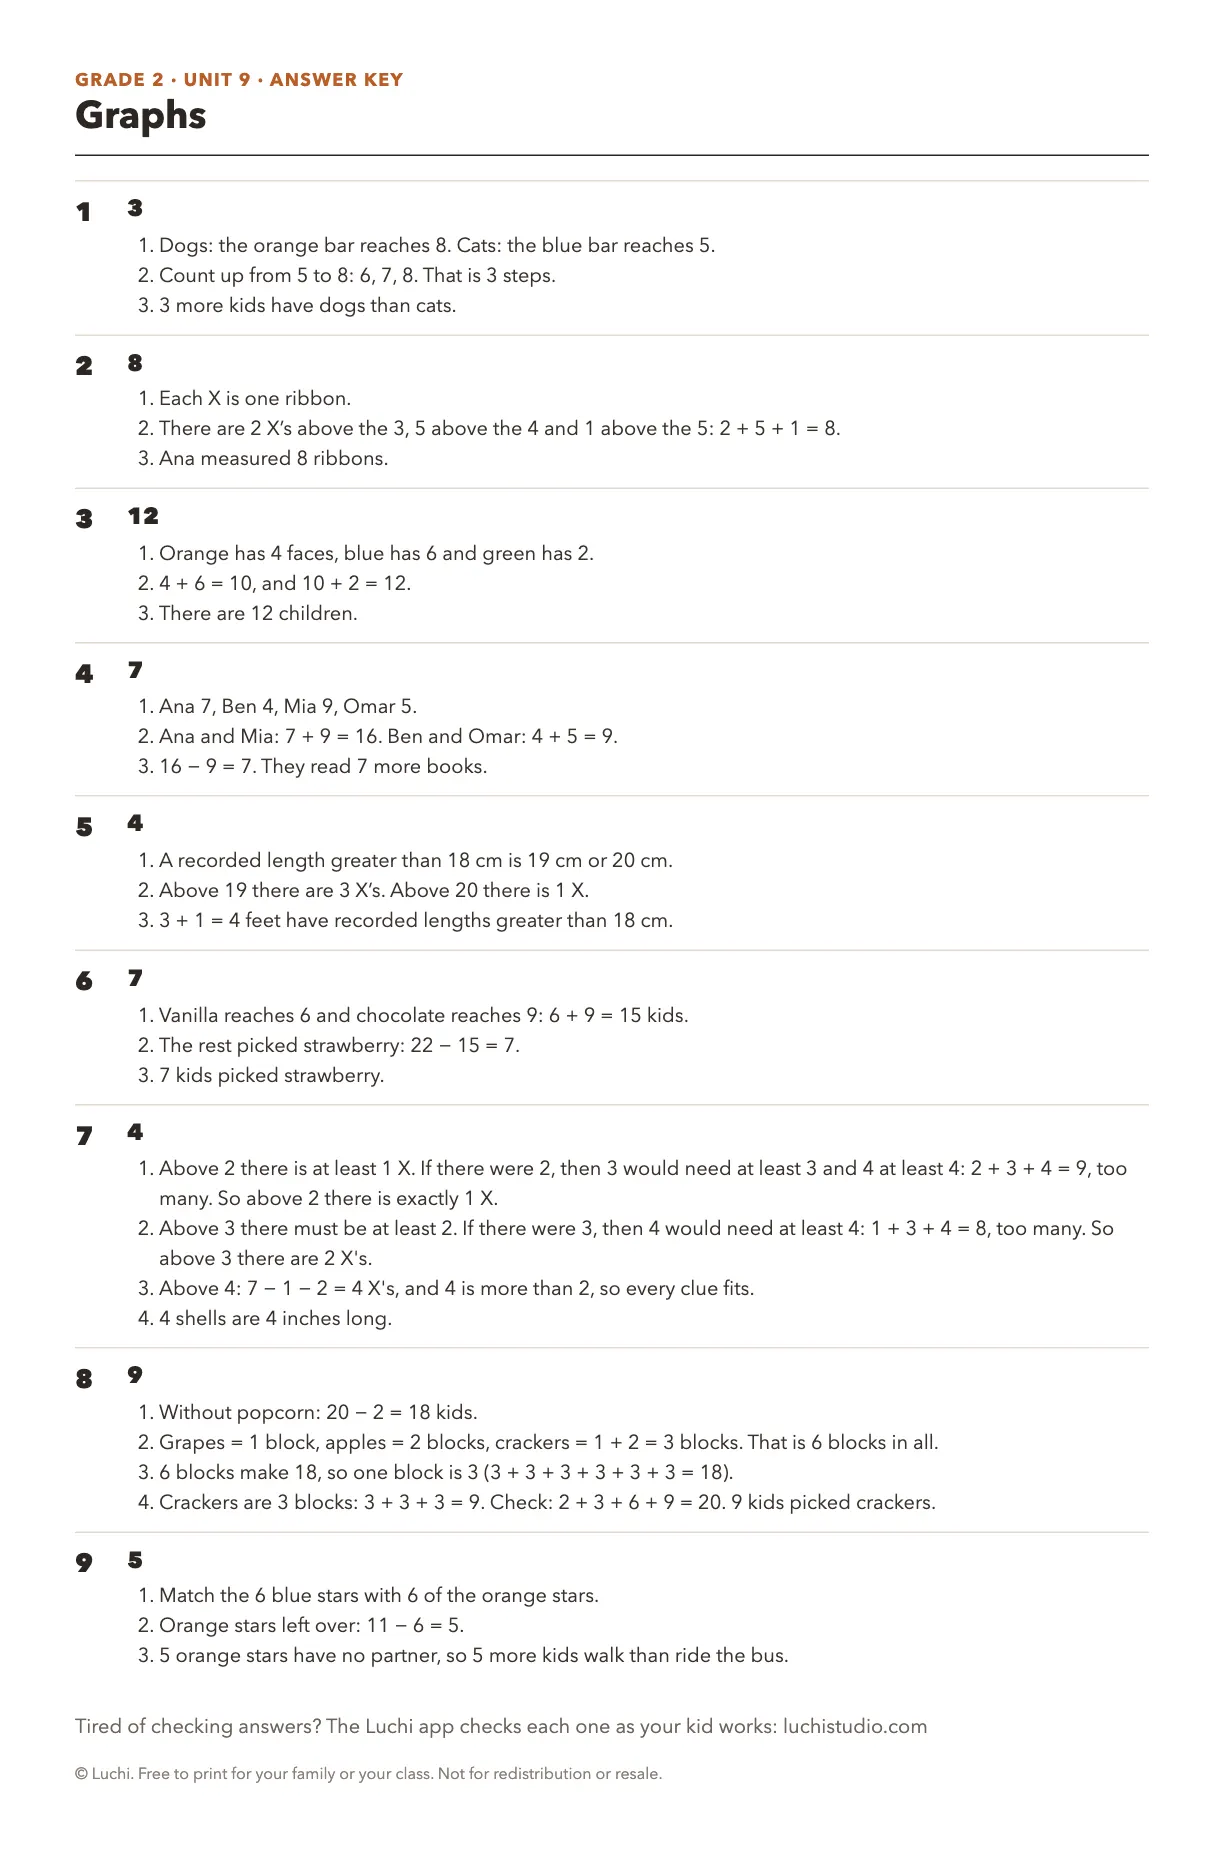 GRADE 2 · UNIT 9 · ANSWER KEY
Graphs
1 3
1. Dogs: the orange bar reaches 8. Cats: the blue bar reaches 5.
2. Count up from 5 to 8: 6, 7, 8. That is 3 steps.
3. 3 more kids have dogs than cats.
2 8
1. Each X is one ribbon.
2. There are 2 X’s above the 3, 5 above the 4 and 1 above the 5: 2 + 5 + 1 = 8.
3. Ana measured 8 ribbons.
3 12
1. Orange has 4 faces, blue has 6 and green has 2.
2. 4 + 6 = 10, and 10 + 2 = 12.
3. There are 12 children.
4 7
1. Ana 7, Ben 4, Mia 9, Omar 5.
2. Ana and Mia: 7 + 9 = 16. Ben and Omar: 4 + 5 = 9.
3. 16 − 9 = 7. They read 7 more books.
5 4
1. A recorded length greater than 18 cm is 19 cm or 20 cm.
2. Above 19 there are 3 X’s. Above 20 there is 1 X.
3. 3 + 1 = 4 feet have recorded lengths greater than 18 cm.
6 7
1. Vanilla reaches 6 and chocolate reaches 9: 6 + 9 = 15 kids.
2. The rest picked strawberry: 22 − 15 = 7.
3. 7 kids picked strawberry.
7 4
1. Above 2 there is at least 1 X. If there were 2, then 3 would need at least 3 and 4 at least 4: 2 + 3 + 4 = 9, too
many. So above 2 there is exactly 1 X.
2. Above 3 there must be at least 2. If there were 3, then 4 would need at least 4: 1 + 3 + 4 = 8, too many. So
above 3 there are 2 X's.
3. Above 4: 7 − 1 − 2 = 4 X's, and 4 is more than 2, so every clue fits.
4. 4 shells are 4 inches long.
8 9
1. Without popcorn: 20 − 2 = 18 kids.
2. Grapes = 1 block, apples = 2 blocks, crackers = 1 + 2 = 3 blocks. That is 6 blocks in all.
3. 6 blocks make 18, so one block is 3 (3 + 3 + 3 + 3 + 3 + 3 = 18).
4. Crackers are 3 blocks: 3 + 3 + 3 = 9. Check: 2 + 3 + 6 + 9 = 20. 9 kids picked crackers.
9 5
1. Match the 6 blue stars with 6 of the orange stars.
2. Orange stars left over: 11 − 6 = 5.
3. 5 orange stars have no partner, so 5 more kids walk than ride the bus.
Tired of checking answers? The Luchi app checks each one as your kid works: luchistudio.com
© Luchi. Free to print for your family or your class. Not for redistribution or resale.